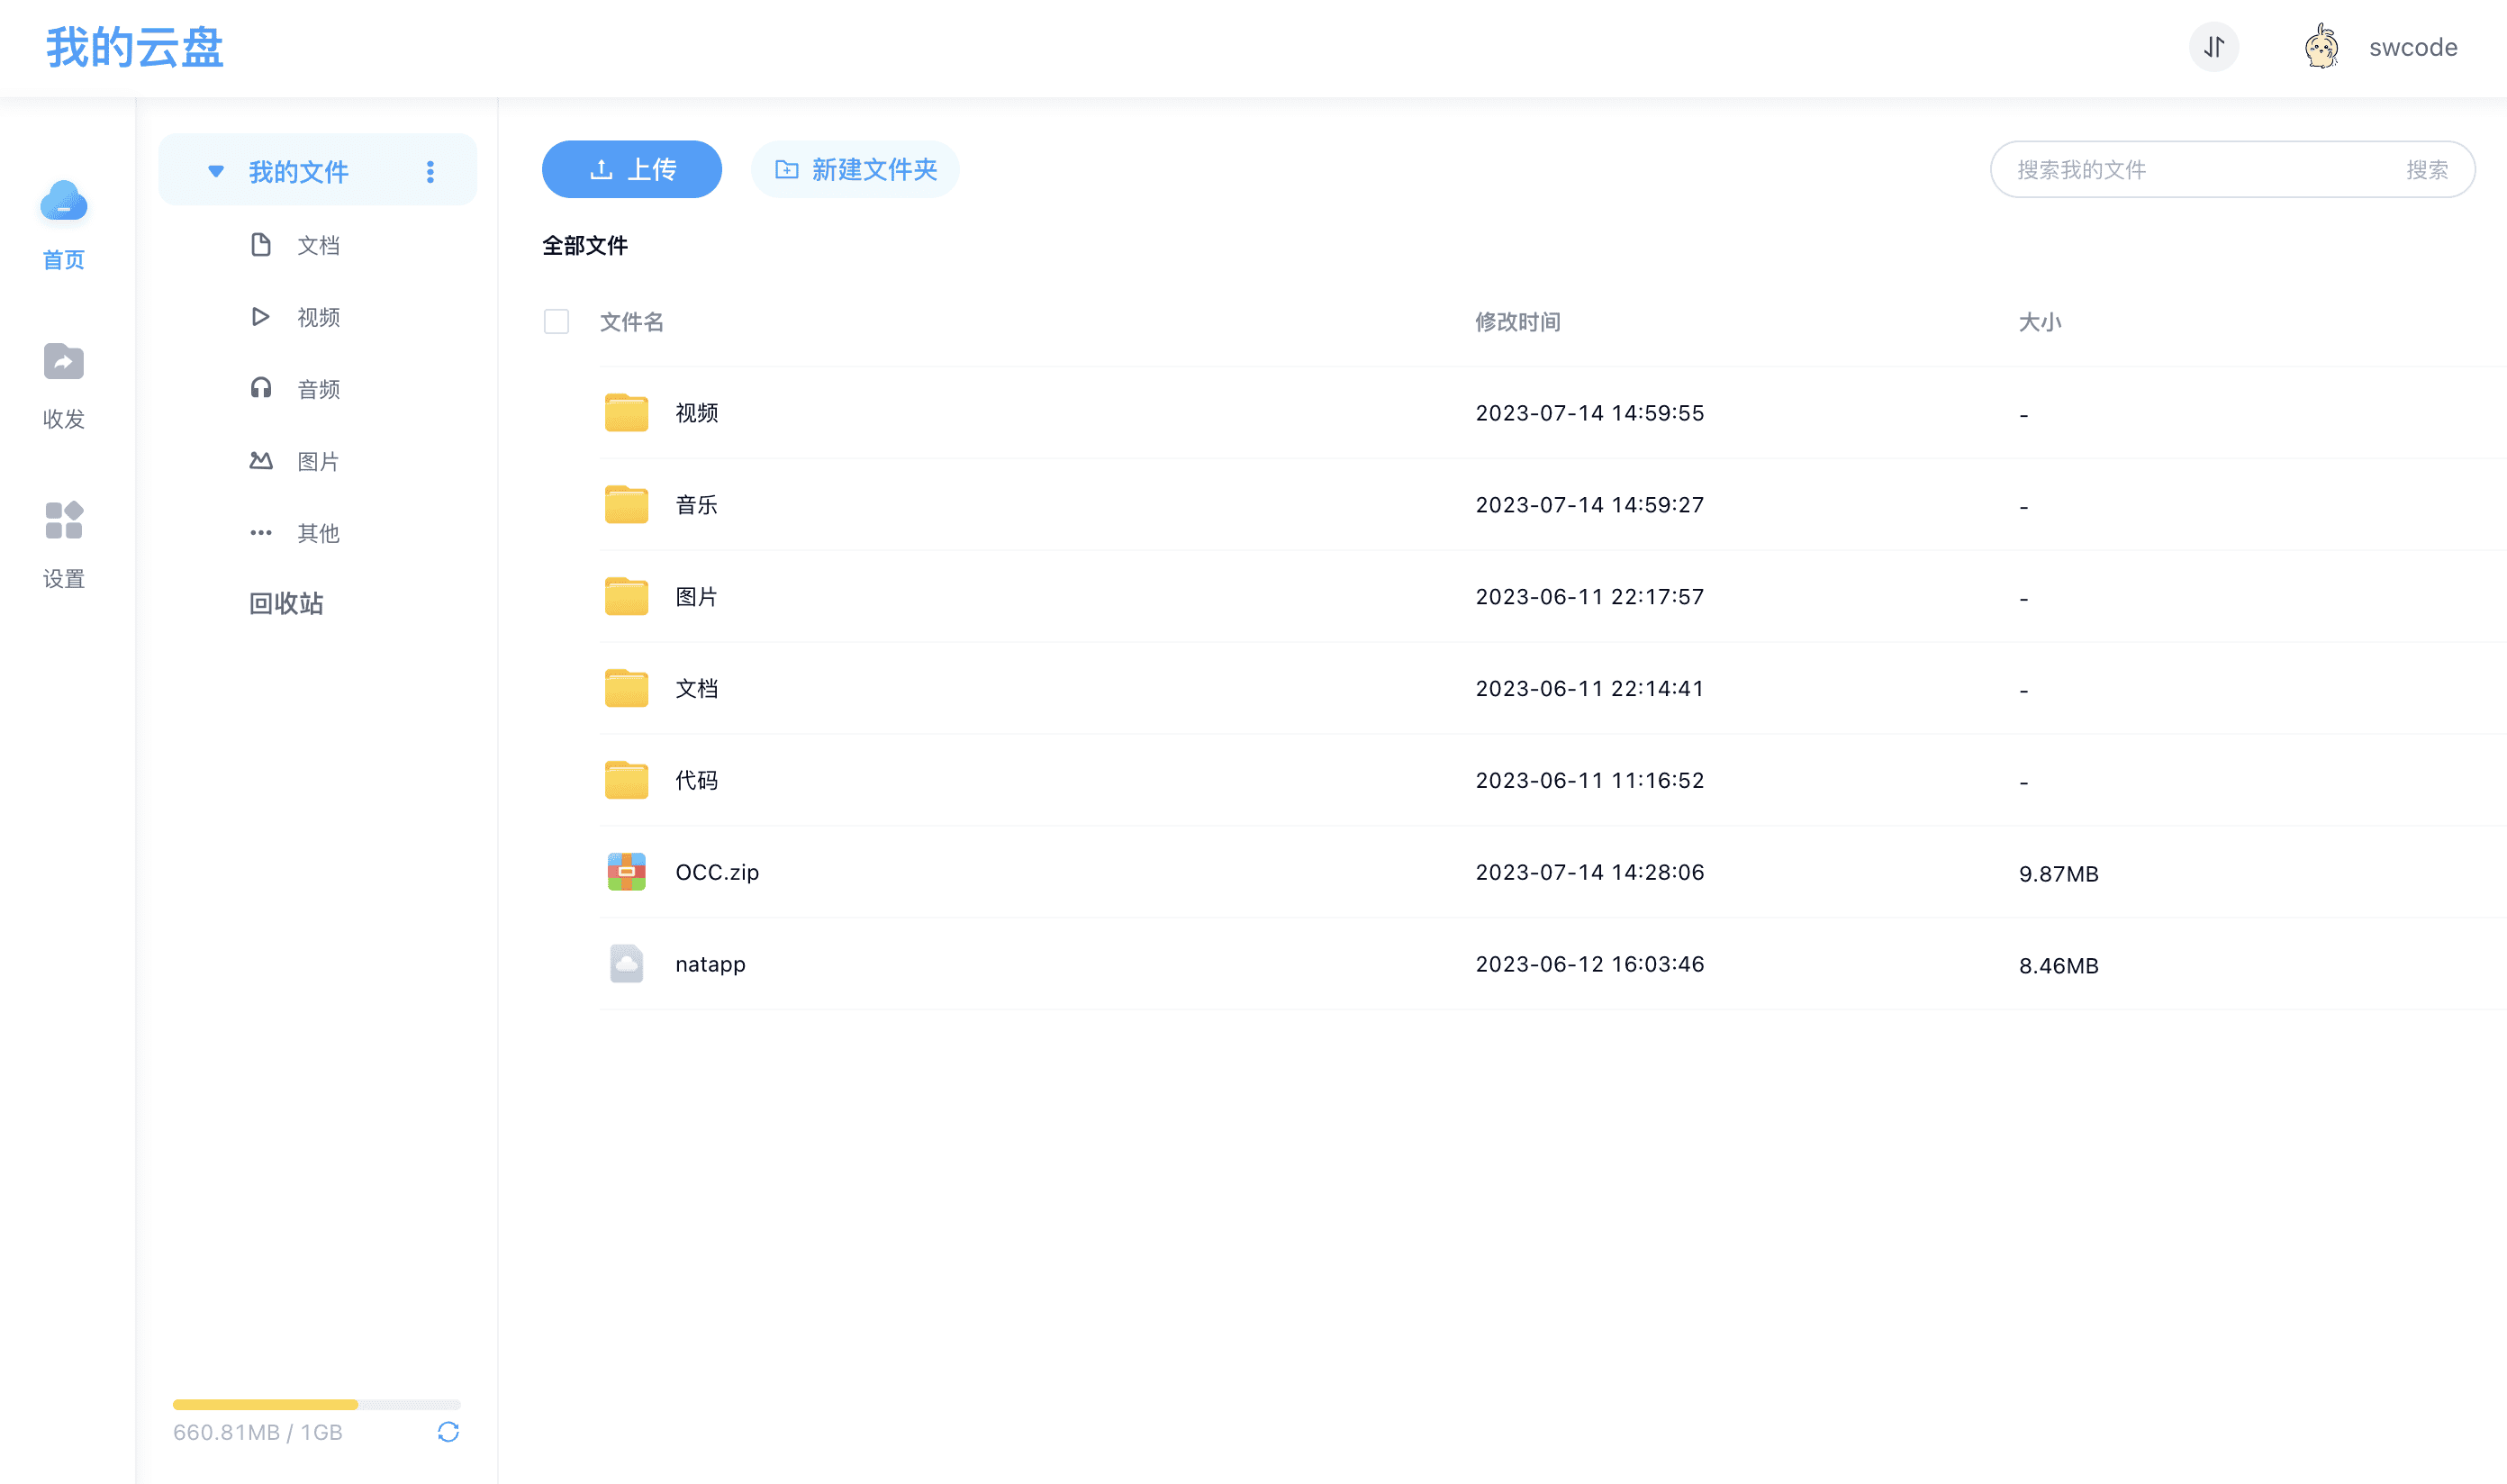 我的云盘
swcode
首页
收发
设置
我的文件
文档
视频
音频
图片
其他
回收站
660.81MB / 1GB
上传
新建文件夹
搜索我的文件
搜索
全部文件
文件名 修改时间 大小
视频 2023-07-14 14:59:55 -
音乐 2023-07-14 14:59:27 -
图片 2023-06-11 22:17:57 -
文档 2023-06-11 22:14:41 -
代码 2023-06-11 11:16:52 -
OCC.zip 2023-07-14 14:28:06 9.87MB
natapp 2023-06-12 16:03:46 8.46MB